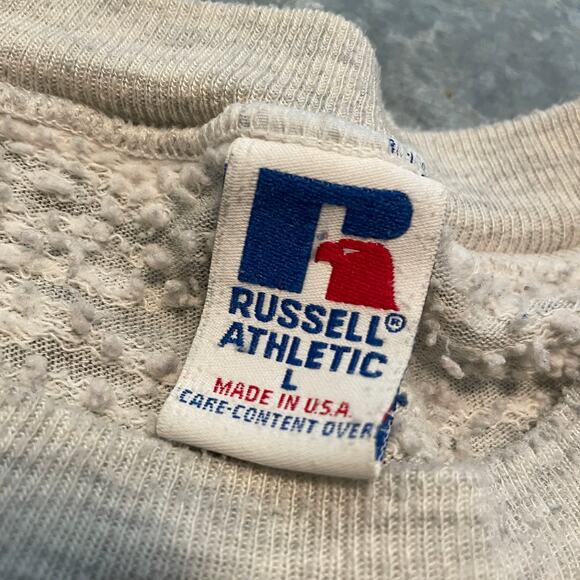 R
RUSSELL®
ATHLETIC
L
MADE IN U.S.A.
CARE-CONTENT OVER